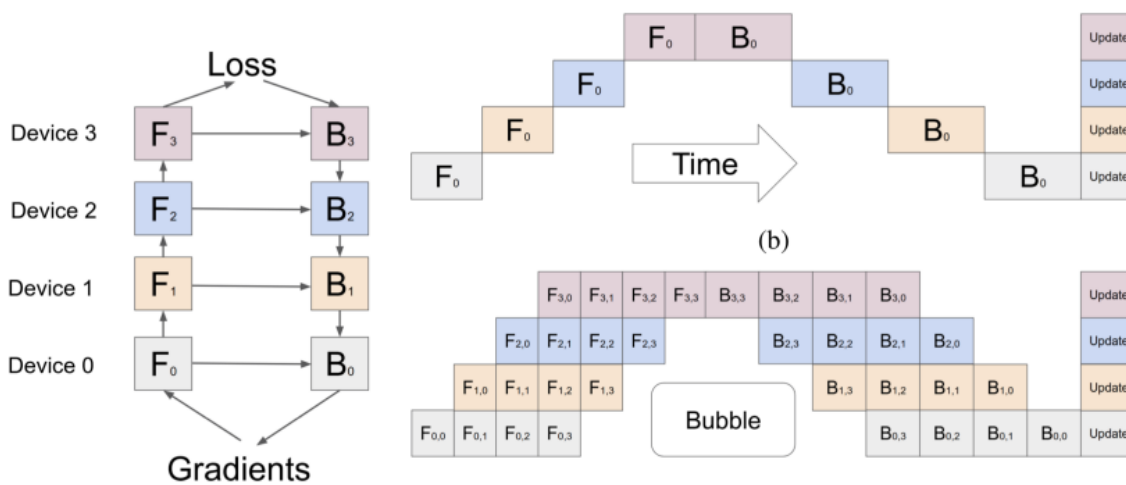 Loss
Device 3 F3 B3
Device 2 F2 B2
Device 1 F1 B1
Device 0 F0 B0
Gradients
F0 B0 Update
F0 B0 Update
F0 B0 Update
Time
F0 B0 Update
(b)
F3,0 F3,1 F3,2 F3,3 B3,3 B3,2 B3,1 B3,0 Update
F2,0 F2,1 F2,2 F2,3 B2,3 B2,2 B2,1 B2,0 Update
F1,0 F1,1 F1,2 F1,3 B1,3 B1,2 B1,1 B1,0 Update
Bubble
F0,0 F0,1 F0,2 F0,3 B0,3 B0,2 B0,1 B0,0 Update